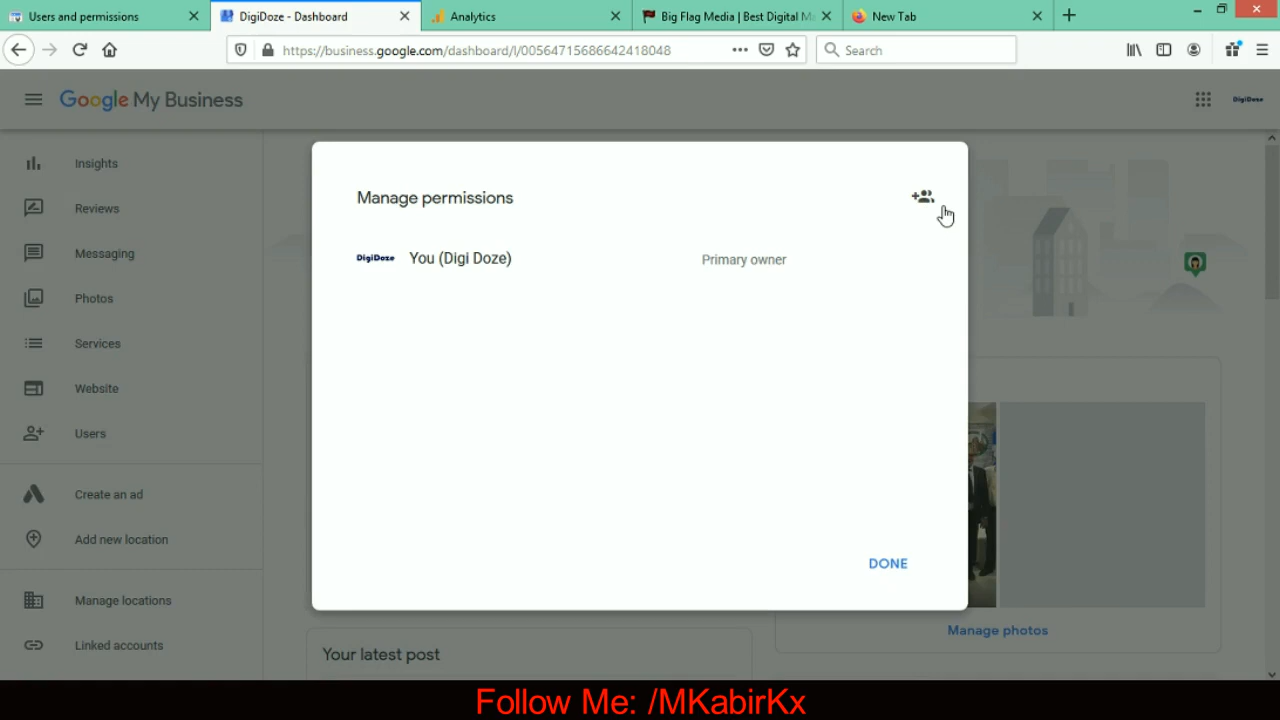 Users and permissions
DigiDoze - Dashboard
Analytics
Big Flag Media | Best Digital Ma
New Tab
https://business.google.com/dashboard/l/00564715686642418048
Search
Google My Business
DigiDoze
Insights
Reviews
Messaging
Photos
Services
Website
Users
Create an ad
Add new location
Manage locations
Linked accounts
Manage permissions
DigiDoze
You (Digi Doze)
Primary owner
DONE
Manage photos
Your latest post
Follow Me: /MKabirKx